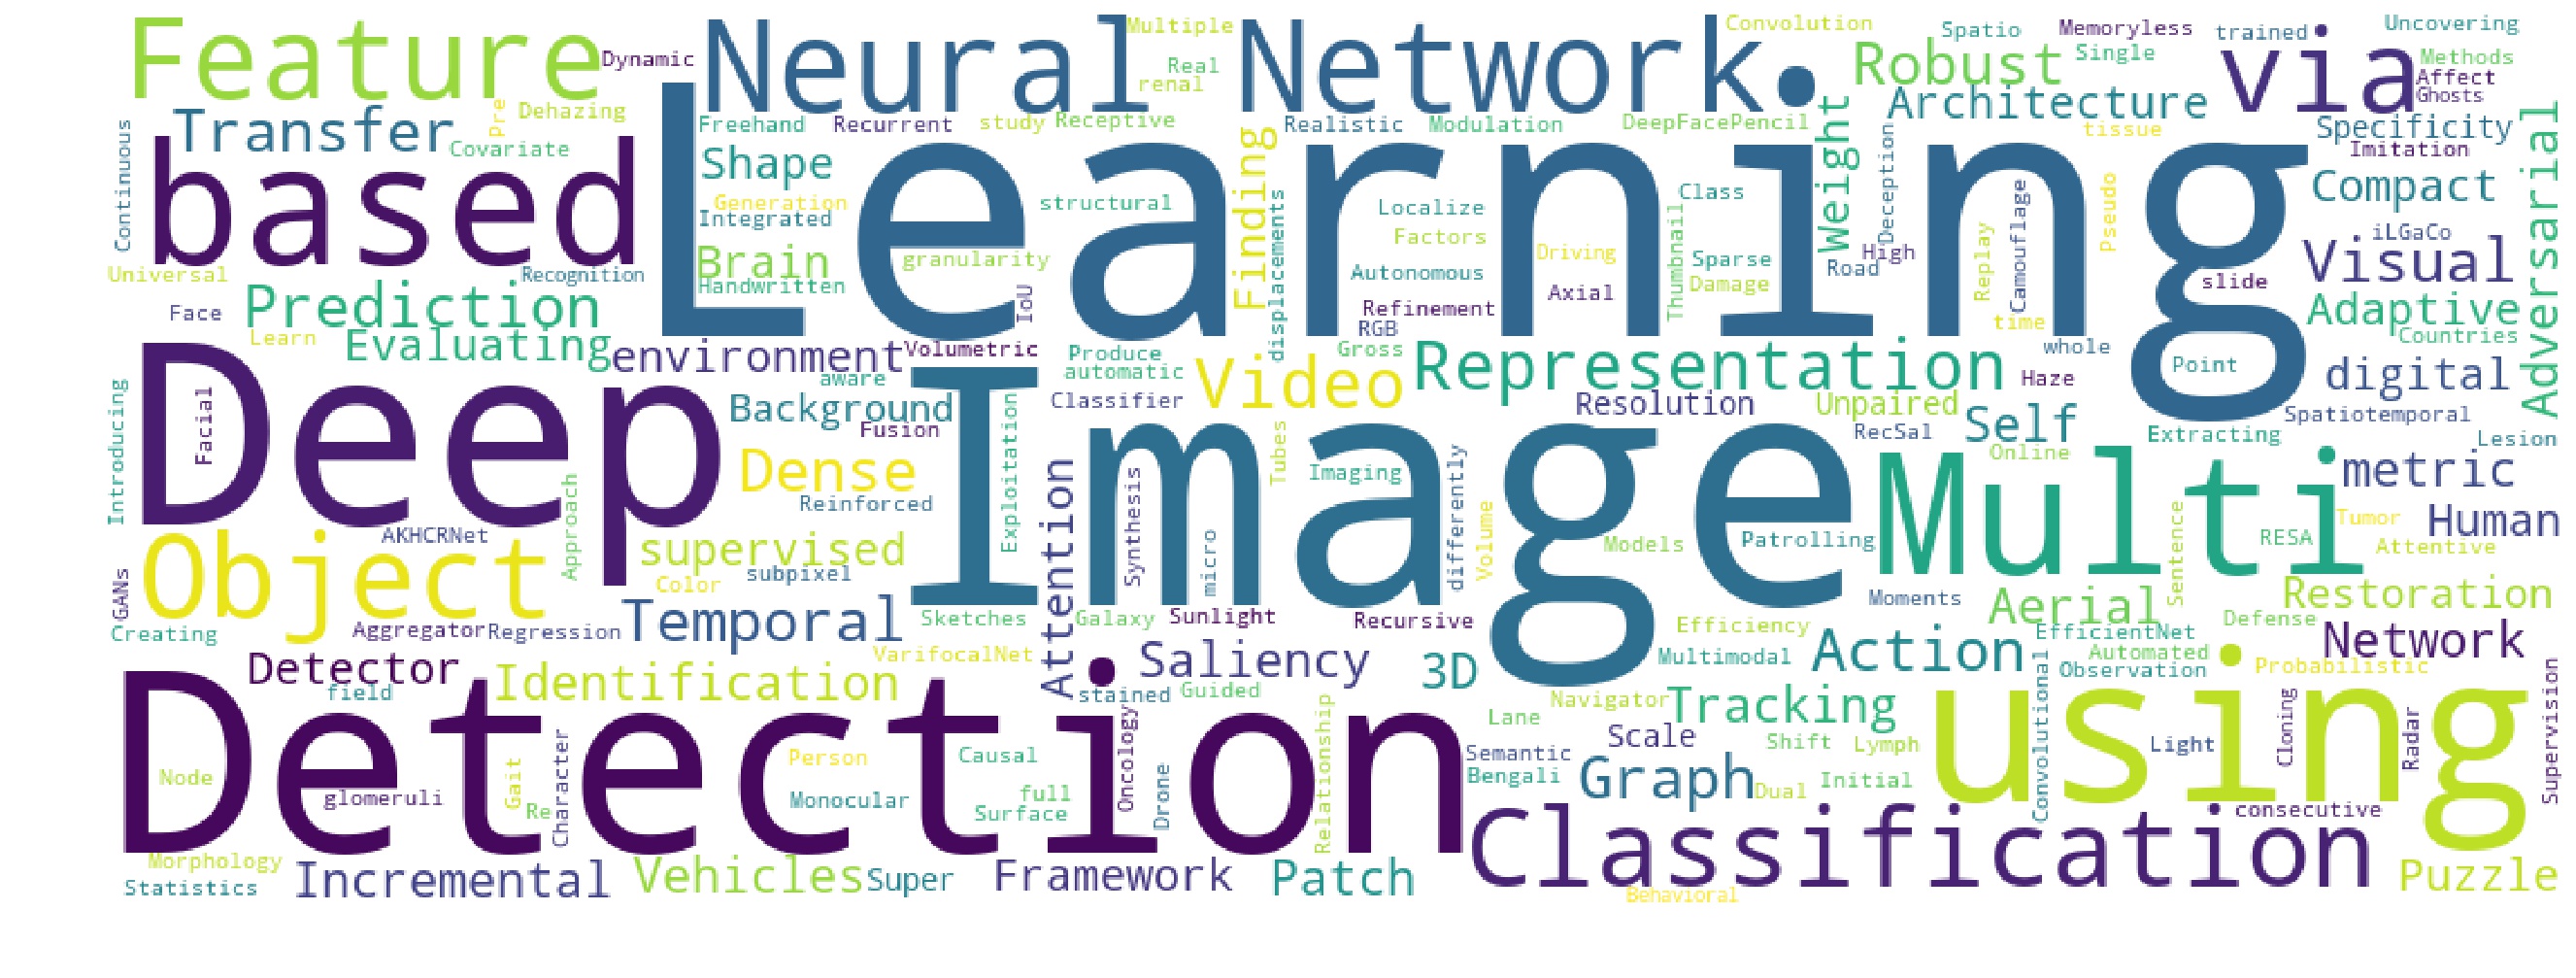 Feature
Dynamic
Neural Network
Multiple
Real
renal
Convolution
Robust
Spatio
Memoryless
Single
trained
via
Uncovering
Methods
Affect
Ghosts
Transfer
Pre
Dehazing
Covariate
Continuous
based
Freehand
Recurrent
study
Receptive
Realistic
Modulation
DeepFacePencil
Architecture
tissue
Specificity
Imitation
Adversarial
Learning
Shape
Generation
Integrated
structural
Finding
displacements
Localize
Factors
Class
Weight
Deception
Camouflage
Pseudo
Compact
iLGaCo
Visual
Universal
Recognition
Brain
Handwritten
granularity
IoU
Autonomous
Driving
Sparse
Thumbnail
Damage
Road
High
Replay
slide
Prediction
Face
Learn
Evaluating
environment
Volumetric
Axial
Refinement
RGB
time
Adaptive
Countries
Produce
automatic
aware
Gross
Video
Representation
whole
Haze
Point
digital
Deep
Introducing
Facial
Background
Fusion
Classifier
Exploitation
Resolution
Unpaired
Self
RecSal
Online
Spatiotemporal
Extracting
Lesion
Image
Dense
Reinforced
Tubes
Imaging
differently
Volume
Multi
metric
Human
Tumor
RESA
Attentive
Sentence
AKHCRNet
Approach
supervised
Color
subpixel
Attention
Synthesis
micro
Models
Patrolling
Object
GANs
Creating
Aggregator
Regression
Temporal
Sketches
Galaxy
Sunlight
Recursive
Efficiency
Moments
Aerial
Restoration
Defense
EfficientNet
Network
Detector
field
Identification
VarifocalNet
Saliency
3D
Multimodal
Action
Automated
Observation
Probabilistic
Detection
stained
Guided
Navigator
Tracking
Convolutional
using
Supervision
Node
glomeruli
Gait
Re
Character
Person
Monocular
Causal
full
Surface
Oncology
Drone
Relationship
Semantic
Bengali
Lane
Scale
Shift
Lymph
Graph
Dual
Initial
Light
Cloning
Radar
consecutive
Classification
Morphology
Statistics
Incremental
Vehicles
Super
Framework
Patch
Behavioral
Puzzle